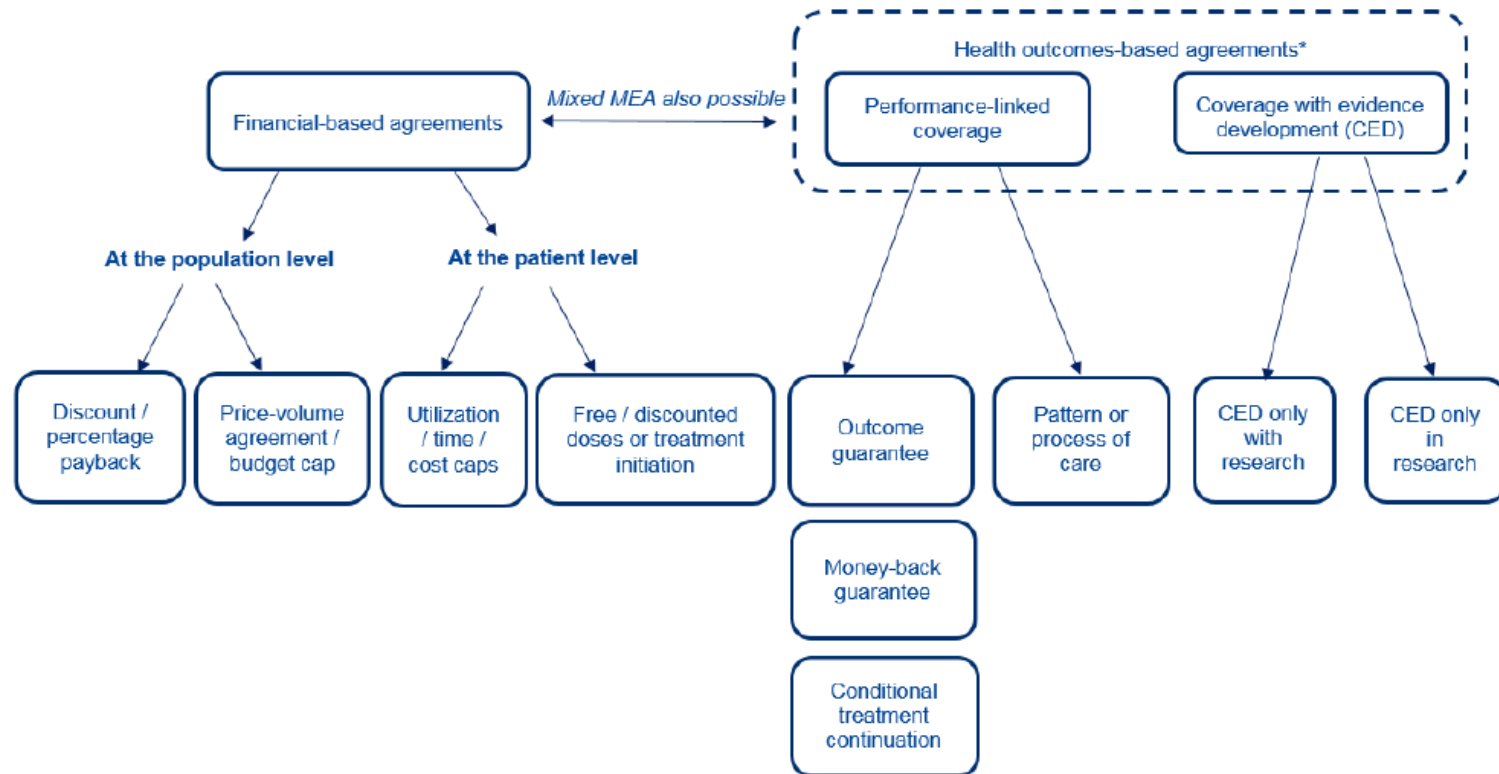 Health outcomes-based agreements*
Financial-based agreements
Mixed MEA also possible
Performance-linked
coverage
Coverage with evidence
development (CED)
At the population level
At the patient level
Discount /
percentage
payback
Price-volume
agreement /
budget cap
Utilization
/ time /
cost caps
Free / discounted
doses or treatment
initiation
Outcome
guarantee
Pattern or
process of
care
CED only
with
research
CED only
in
research
Money-back
guarantee
Conditional
treatment
continuation